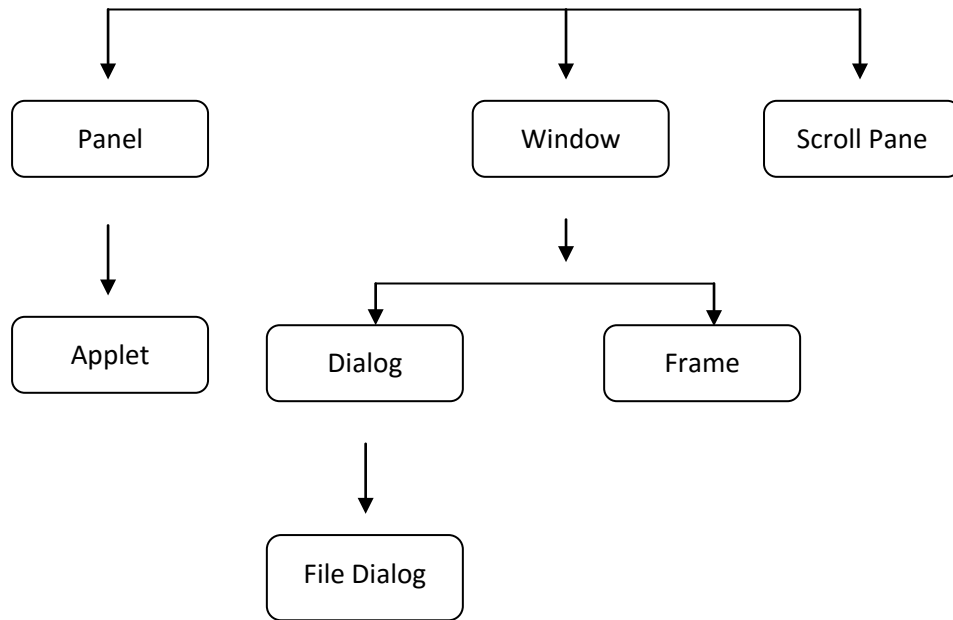 Panel
Window
Scroll Pane
Applet
Dialog
Frame
File Dialog